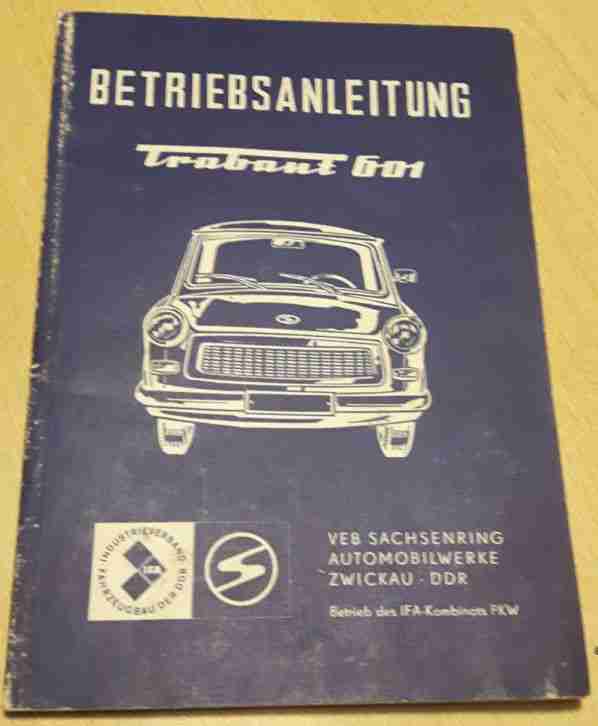 BETRIEBSANLEITUNG
Trabant 601
INDUSTRIEVERBAND
FAHRZEUGBAU DER DDR
IFA
S
VEB SACHSENRING
AUTOMOBILWERKE
ZWICKAU · DDR
Betrieb des IFA-Kombinats PKW